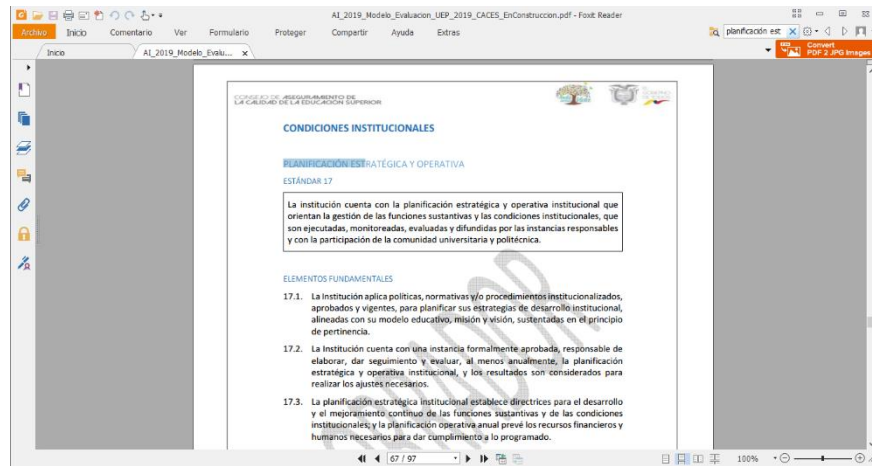 AI_2019_Modelo_Evaluacion_UEP_2019_CACES_EnConstruccion.pdf - Foxit Reader
Archivo Inicio Comentario Ver Formulario Proteger Compartir Ayuda Extras
planificación est
Inicio
AI_2019_Modelo_Evalu...
Convert
PDF 2 JPG Images
CONSEJO DE ASEGURAMIENTO DE
LA CALIDAD DE LA EDUCACIÓN SUPERIOR
CONDICIONES INSTITUCIONALES
PLANIFICACIÓN ESTRATÉGICA Y OPERATIVA
ESTÁNDAR 17
La institución cuenta con la planificación estratégica y operativa institucional que
orientan la gestión de las funciones sustantivas y las condiciones institucionales, que
son ejecutadas, monitoreadas, evaluadas y difundidas por las instancias responsables
y con la participación de la comunidad universitaria y politécnica.
ELEMENTOS FUNDAMENTALES
17.1. La Institución aplica políticas, normativas y/o procedimientos institucionalizados,
aprobados y vigentes, para planificar sus estrategias de desarrollo institucional,
alineadas con su modelo educativo, misión y visión, sustentadas en el principio
de pertinencia.
17.2. La Institución cuenta con una instancia formalmente aprobada, responsable de
elaborar, dar seguimiento y evaluar, al menos anualmente, la planificación
estratégica y operativa institucional, y los resultados son considerados para
realizar los ajustes necesarios.
17.3. La planificación estratégica institucional establece directrices para el desarrollo
y el mejoramiento continuo de las funciones sustantivas y de las condiciones
institucionales; y la planificación operativa anual prevé los recursos financieros y
humanos necesarios para dar cumplimiento a lo programado.
BORRADOR
67 / 97
100%